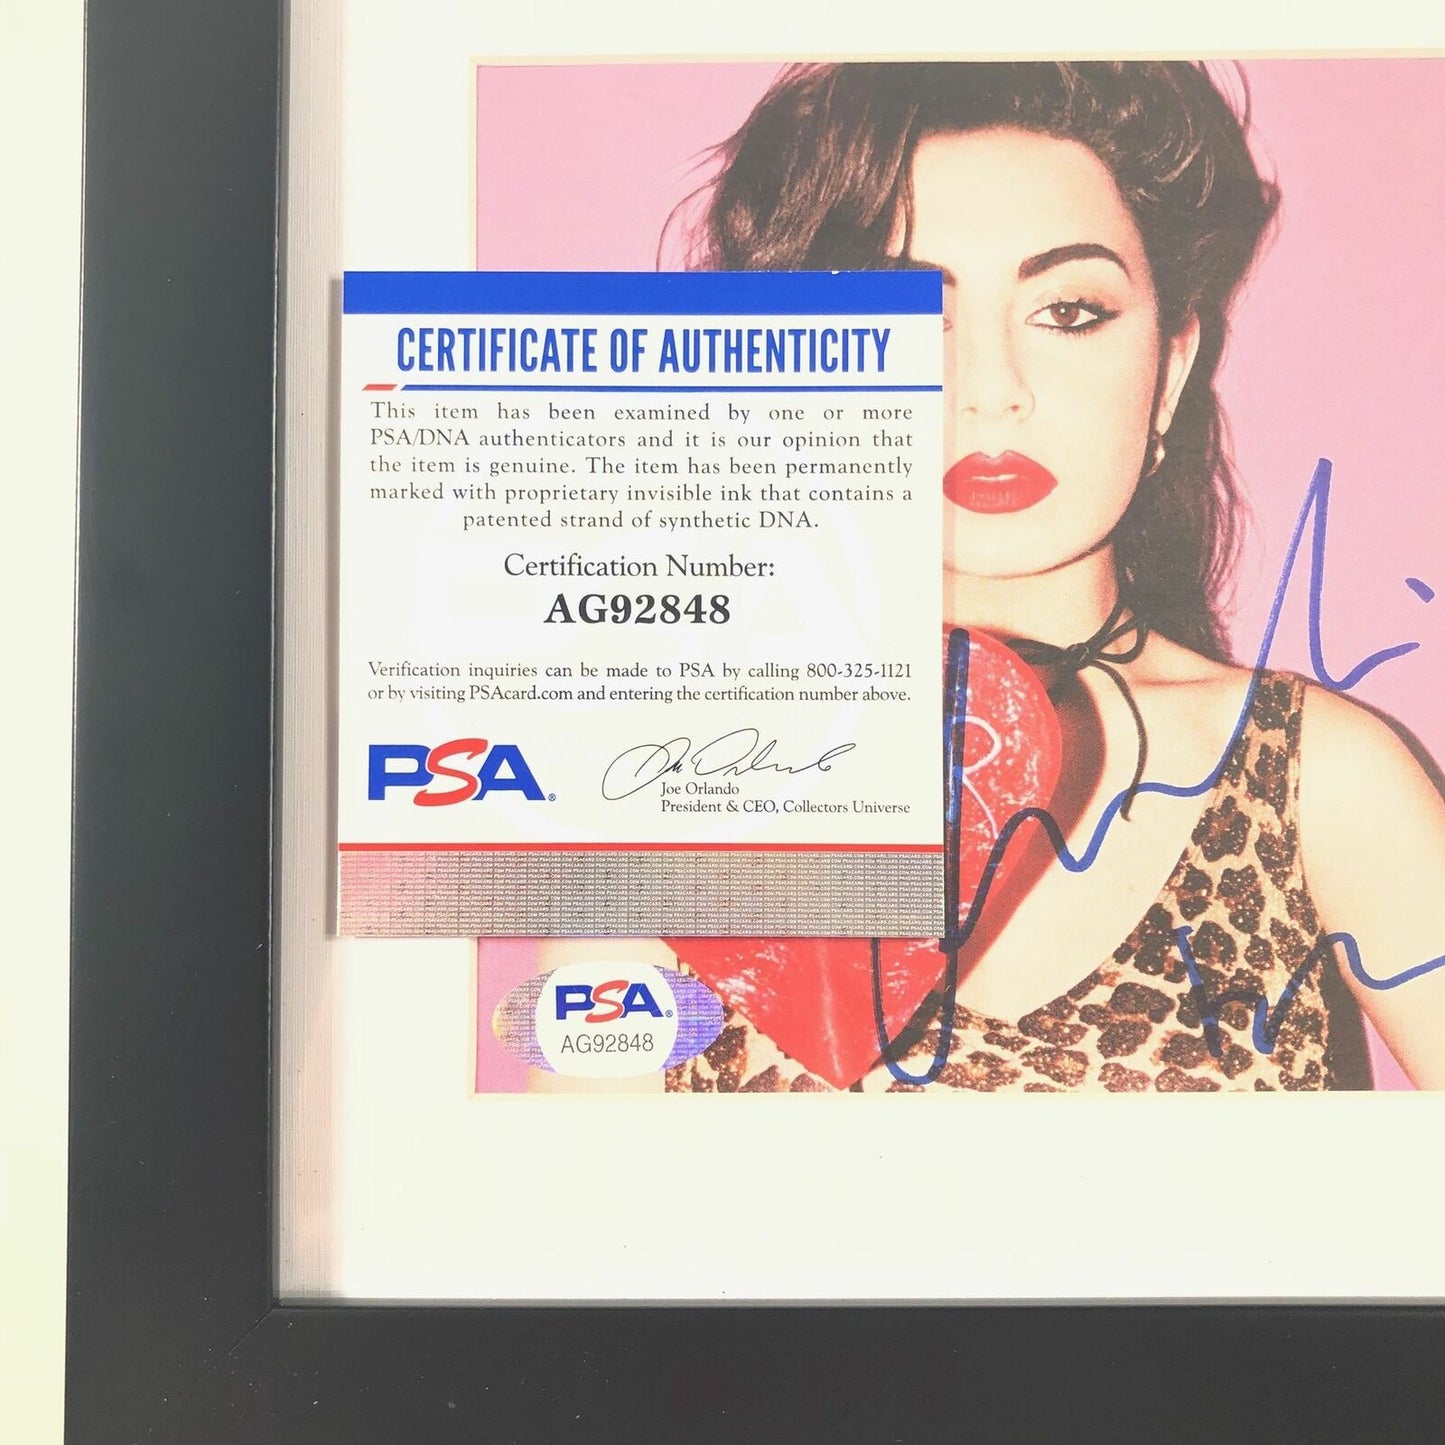 CERTIFICATE OF AUTHENTICITY
This item has been examined by one or more
PSA/DNA authenticators and it is our opinion that
the item is genuine. The item has been permanently
marked with proprietary invisible ink that contains a
patented strand of synthetic DNA.
Certification Number:
AG92848
Verification inquiries can be made to PSA by calling 800-325-1121
or by visiting PSAcard.com and entering the certification number above.
PSA®
Joe Orlando
President & CEO, Collectors Universe
PSA®
AG92848